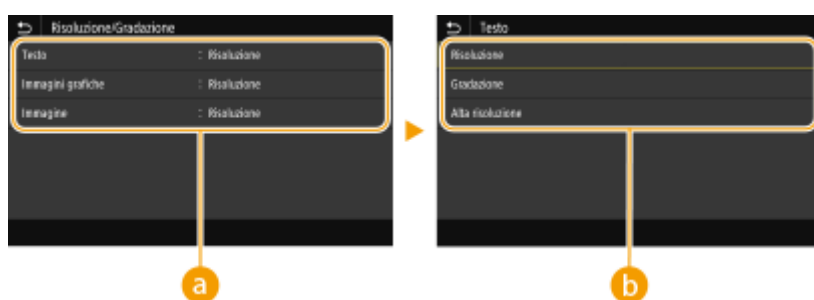 Risoluzione/Gradazione
Testo : Risoluzione
Immagini grafiche : Risoluzione
Immagine : Risoluzione
a
Testo
Risoluzione
Gradazione
Alta risoluzione
b